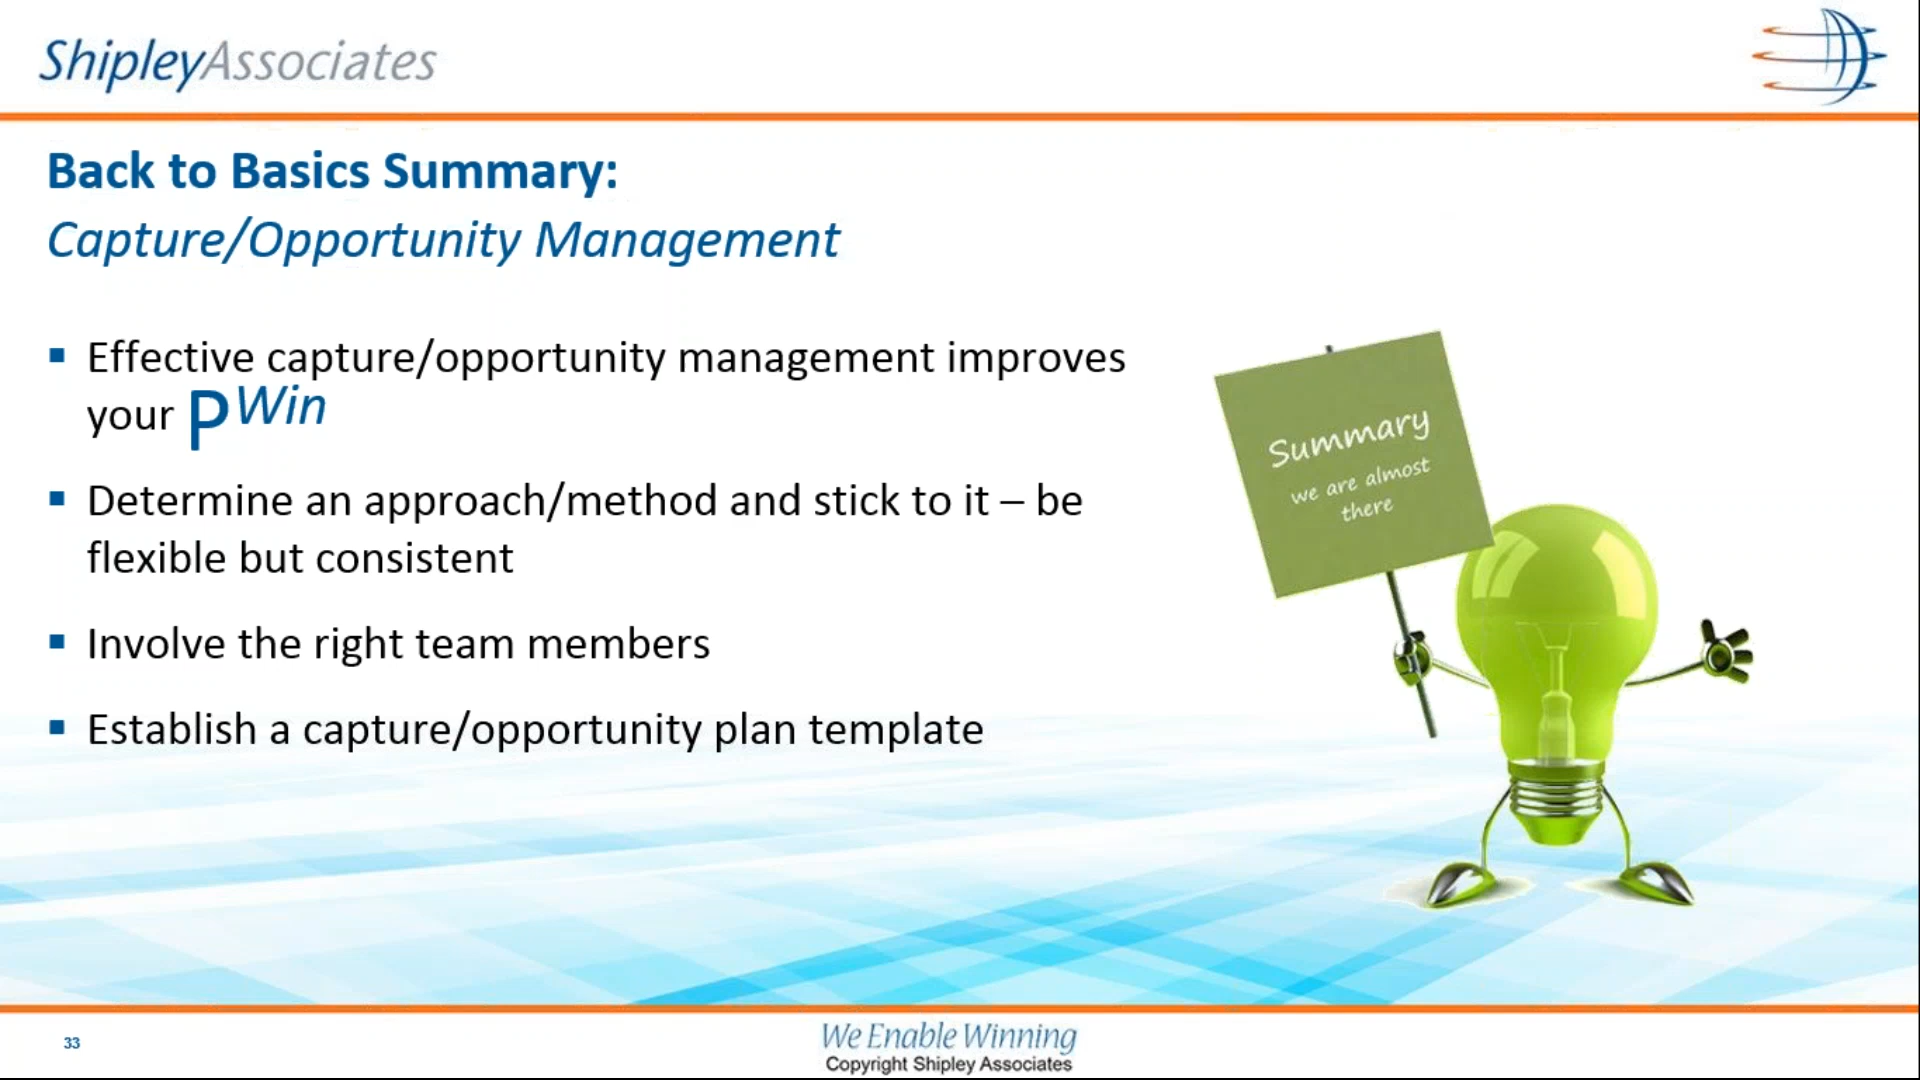 ShipleyAssociates
Back to Basics Summary:
Capture/Opportunity Management
▪ Effective capture/opportunity management improves
your PWin
▪ Determine an approach/method and stick to it – be
flexible but consistent
▪ Involve the right team members
▪ Establish a capture/opportunity plan template
Summary
we are almost
there
33
We Enable Winning
Copyright Shipley Associates